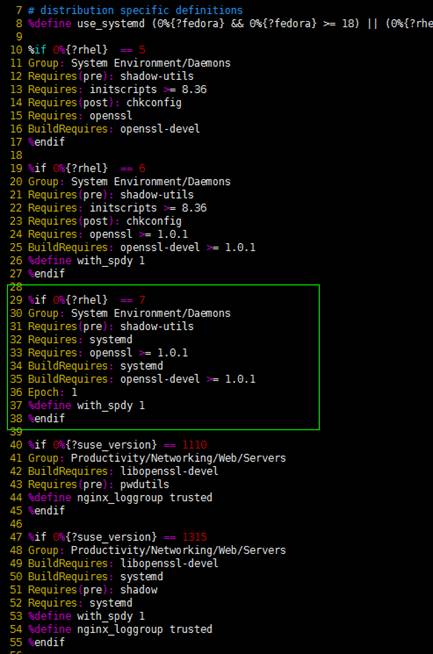 7 # distribution specific definitions
8 %define use_systemd (0%{?fedora} && 0%{?fedora} >= 18) || (0%{?rhe
9
10 %if 0%{?rhel}  == 5
11 Group: System Environment/Daemons
12 Requires(pre): shadow-utils
13 Requires: initscripts >= 8.36
14 Requires(post): chkconfig
15 Requires: openssl
16 BuildRequires: openssl-devel
17 %endif
18
19 %if 0%{?rhel}  == 6
20 Group: System Environment/Daemons
21 Requires(pre): shadow-utils
22 Requires: initscripts >= 8.36
23 Requires(post): chkconfig
24 Requires: openssl >= 1.0.1
25 BuildRequires: openssl-devel >= 1.0.1
26 %define with_spdy 1
27 %endif
28
29 %if 0%{?rhel}  == 7
30 Group: System Environment/Daemons
31 Requires(pre): shadow-utils
32 Requires: systemd
33 Requires: openssl >= 1.0.1
34 BuildRequires: systemd
35 BuildRequires: openssl-devel >= 1.0.1
36 Epoch: 1
37 %define with_spdy 1
38 %endif
39
40 %if 0%{?suse_version} == 1110
41 Group: Productivity/Networking/Web/Servers
42 BuildRequires: libopenssl-devel
43 Requires(pre): pwdutils
44 %define nginx_loggroup trusted
45 %endif
46
47 %if 0%{?suse_version} == 1315
48 Group: Productivity/Networking/Web/Servers
49 BuildRequires: libopenssl-devel
50 BuildRequires: systemd
51 Requires(pre): shadow
52 Requires: systemd
53 %define with_spdy 1
54 %define nginx_loggroup trusted
55 %endif